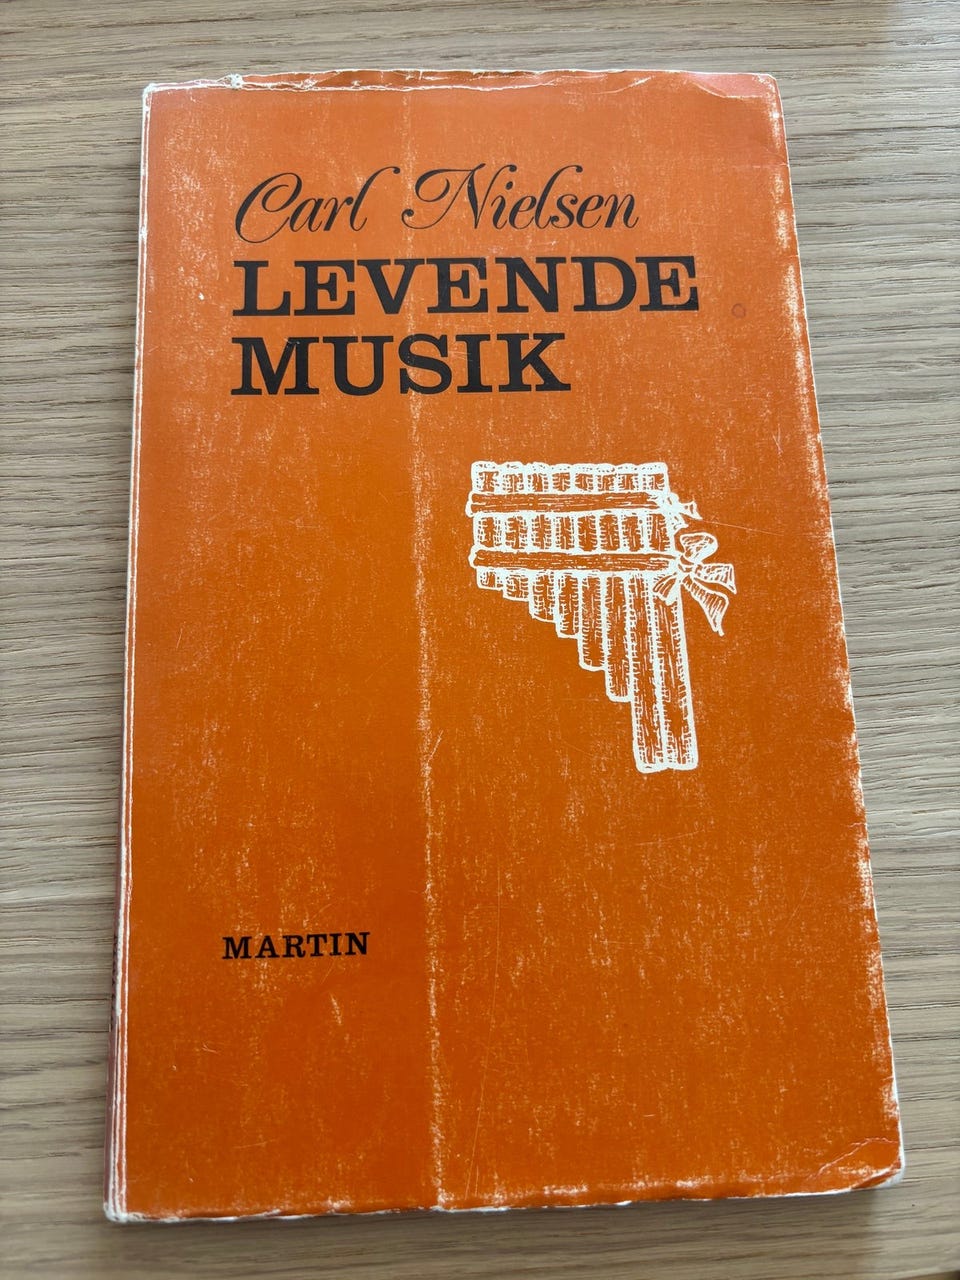 Carl Nielsen
LEVENDE
MUSIK
MARTIN